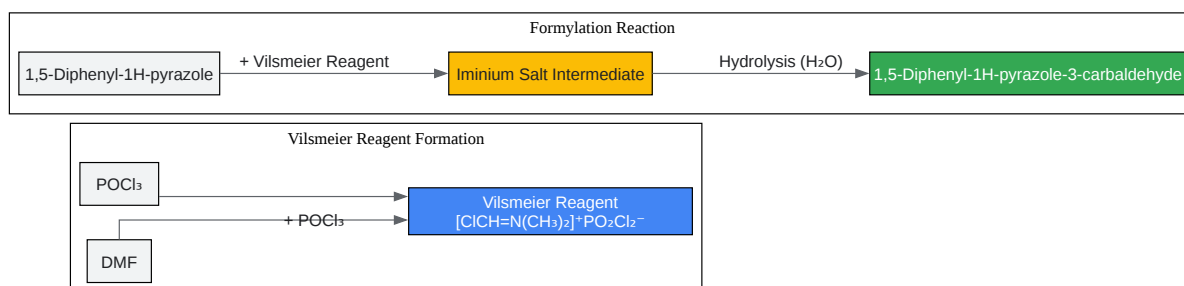 Formylation Reaction
1,5-Diphenyl-1H-pyrazole
+ Vilsmeier Reagent
Iminium Salt Intermediate
Hydrolysis (H₂O)
1,5-Diphenyl-1H-pyrazole-3-carbaldehyde
Vilsmeier Reagent Formation
POCl₃
Vilsmeier Reagent
[ClCH=N(CH₃)₂]⁺PO₂Cl₂⁻
+ POCl₃
DMF